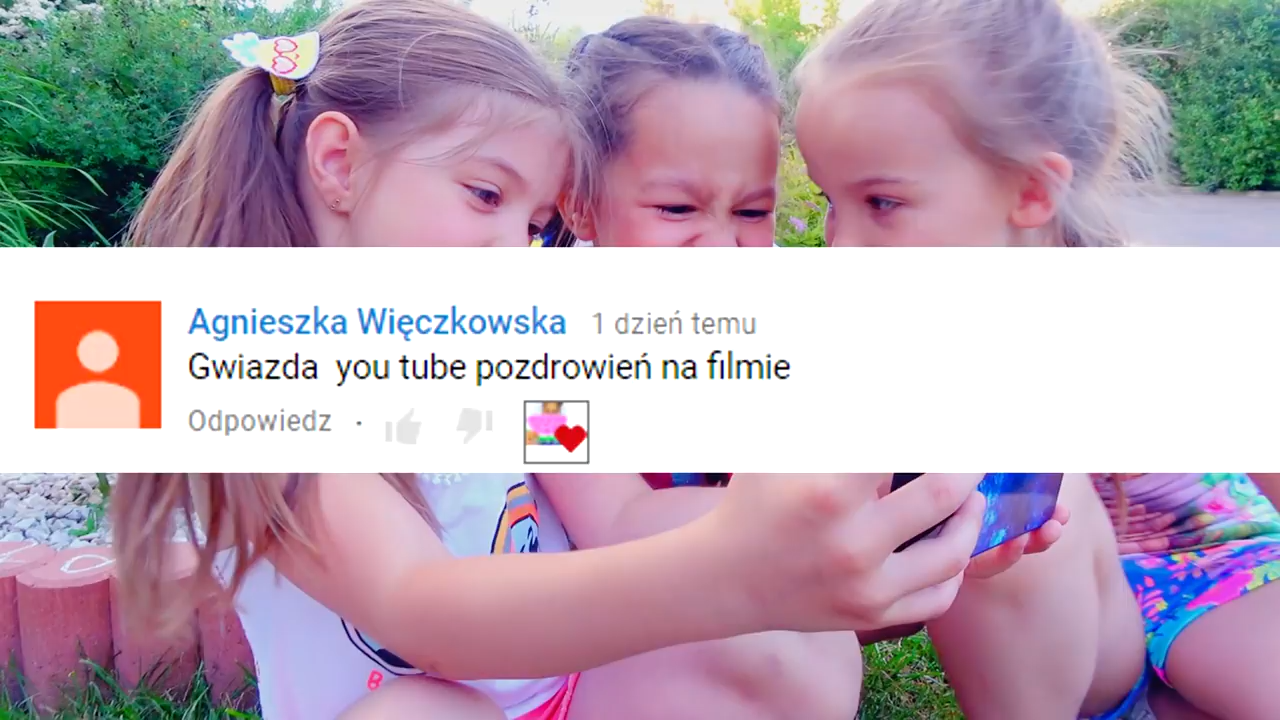 Agnieszka Więczkowska 1 dzień temu
Gwiazda you tube pozdrowień na filmie
Odpowiedz ·